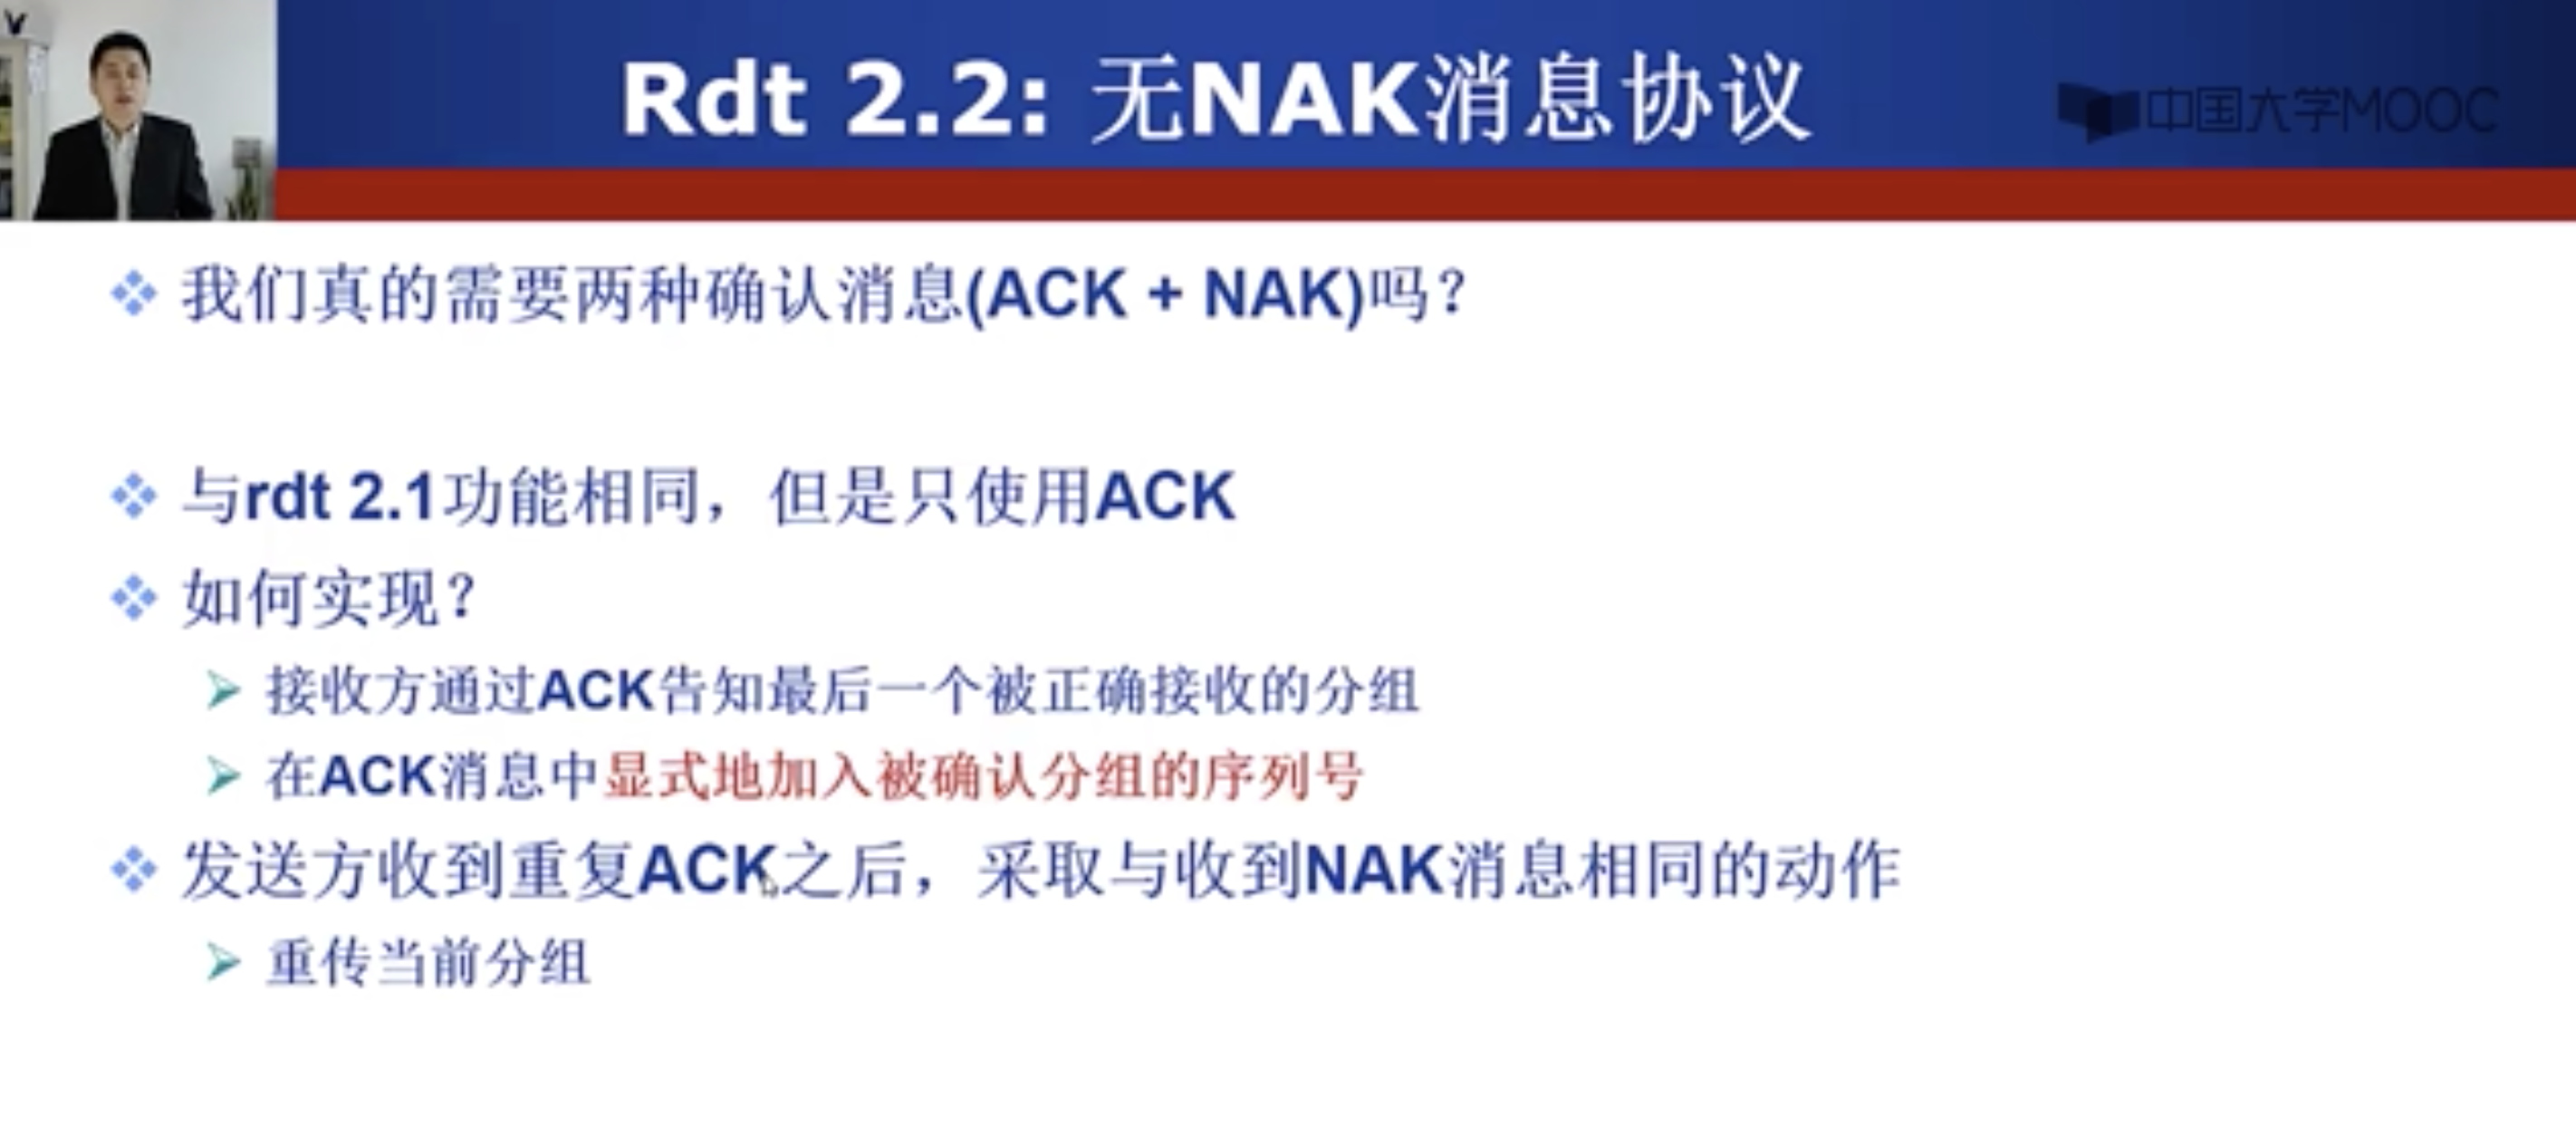 Rdt 2.2: 无NAK消息协议
中国大学MOOC
我们真的需要两种确认消息(ACK + NAK)吗？
与rdt 2.1功能相同，但是只使用ACK
如何实现？
接收方通过ACK告知最后一个被正确接收的分组
在ACK消息中显式地加入被确认分组的序列号
发送方收到重复ACK之后，采取与收到NAK消息相同的动作
重传当前分组